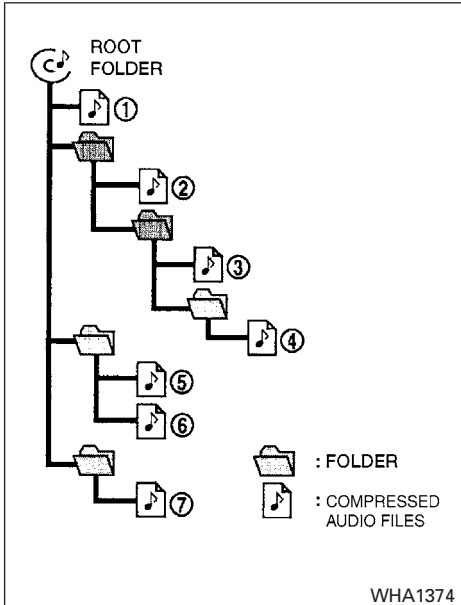 ROOT
FOLDER
①
②
③
④
⑤
⑥
⑦
: FOLDER
: COMPRESSED
AUDIO FILES
WHA1374